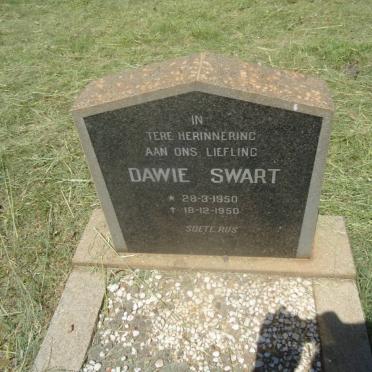 IN
TERE HERINNERING
AAN ONS LIEFLING
DAWIE SWART
* 28-3-1950
† 18-12-1950
SOETE RUS